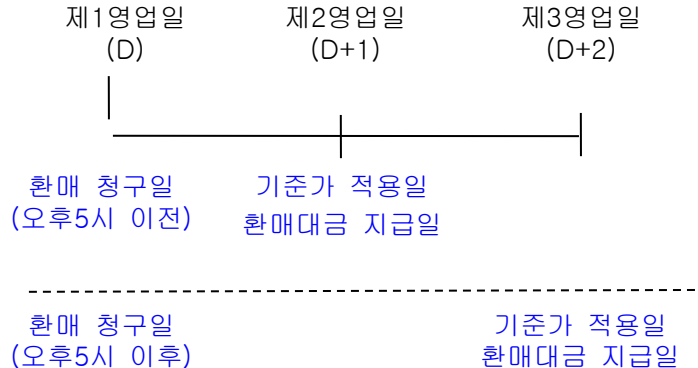 제1영업일 제2영업일 제3영업일
(D) (D+1) (D+2)
환매 청구일 기준가 적용일
(오후5시 이전) 환매대금 지급일
환매 청구일 기준가 적용일
(오후5시 이후) 환매대금 지급일